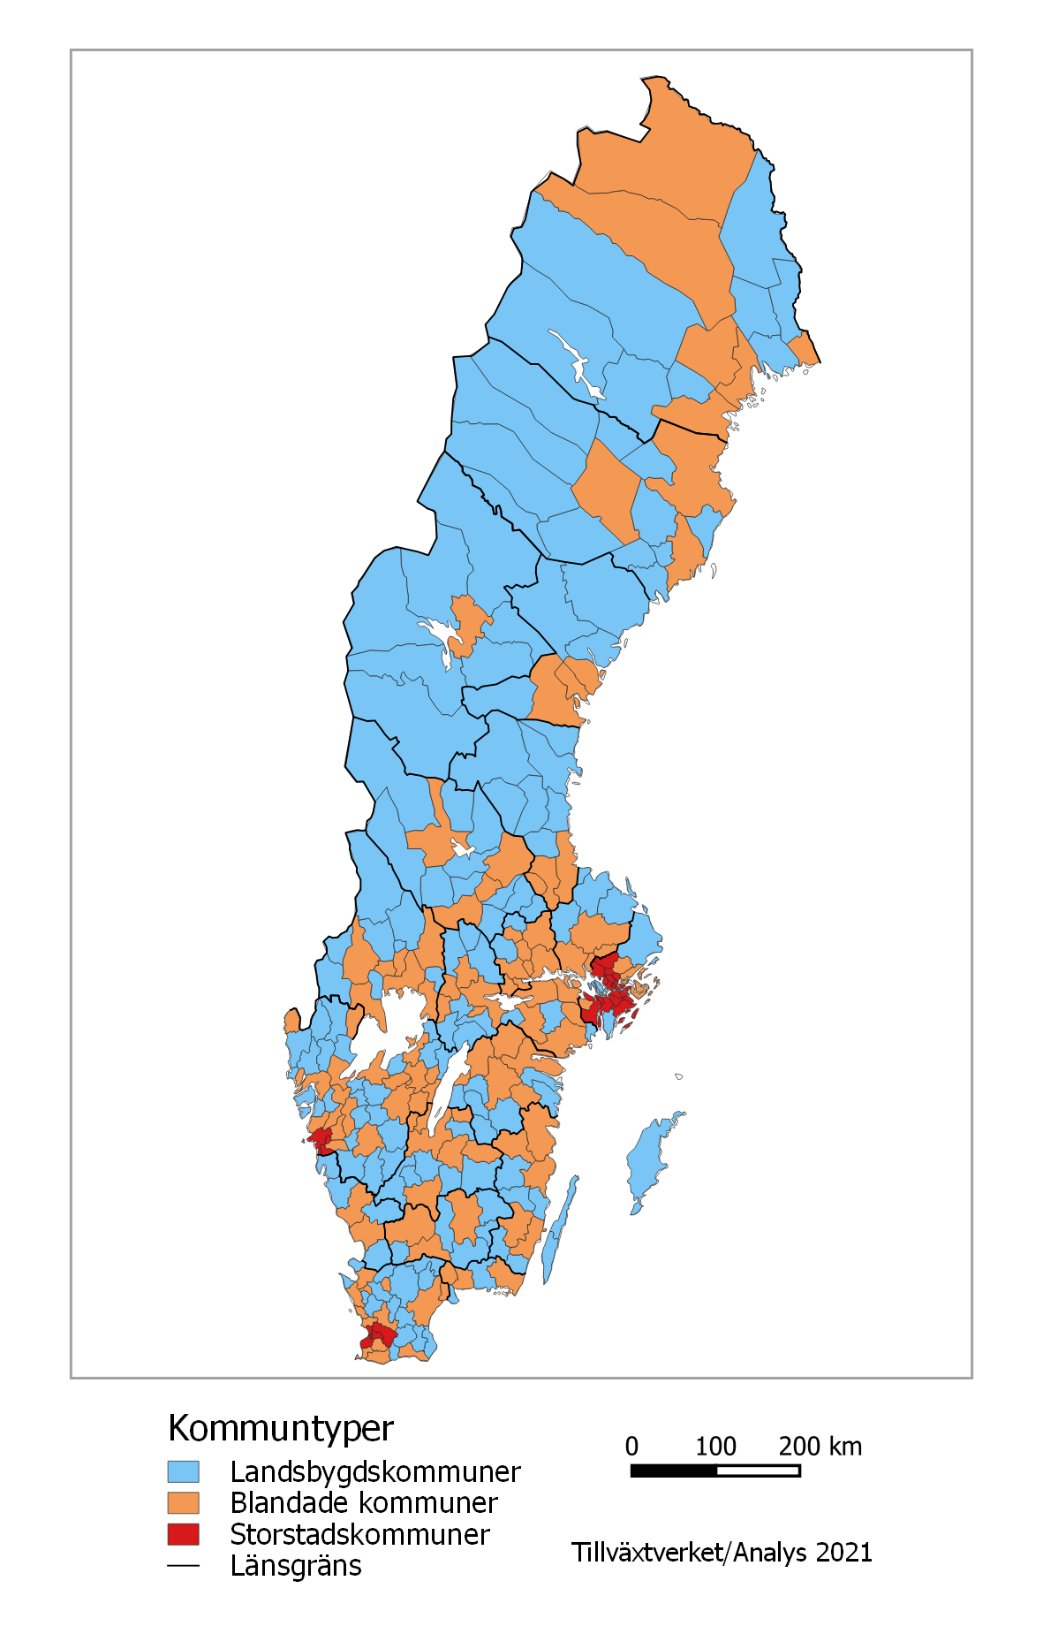 Kommuntyper
Landsbygdskommuner
Blandade kommuner
Storstadskommuner
Länsgräns
0 100 200 km
Tillväxtverket/Analys 2021